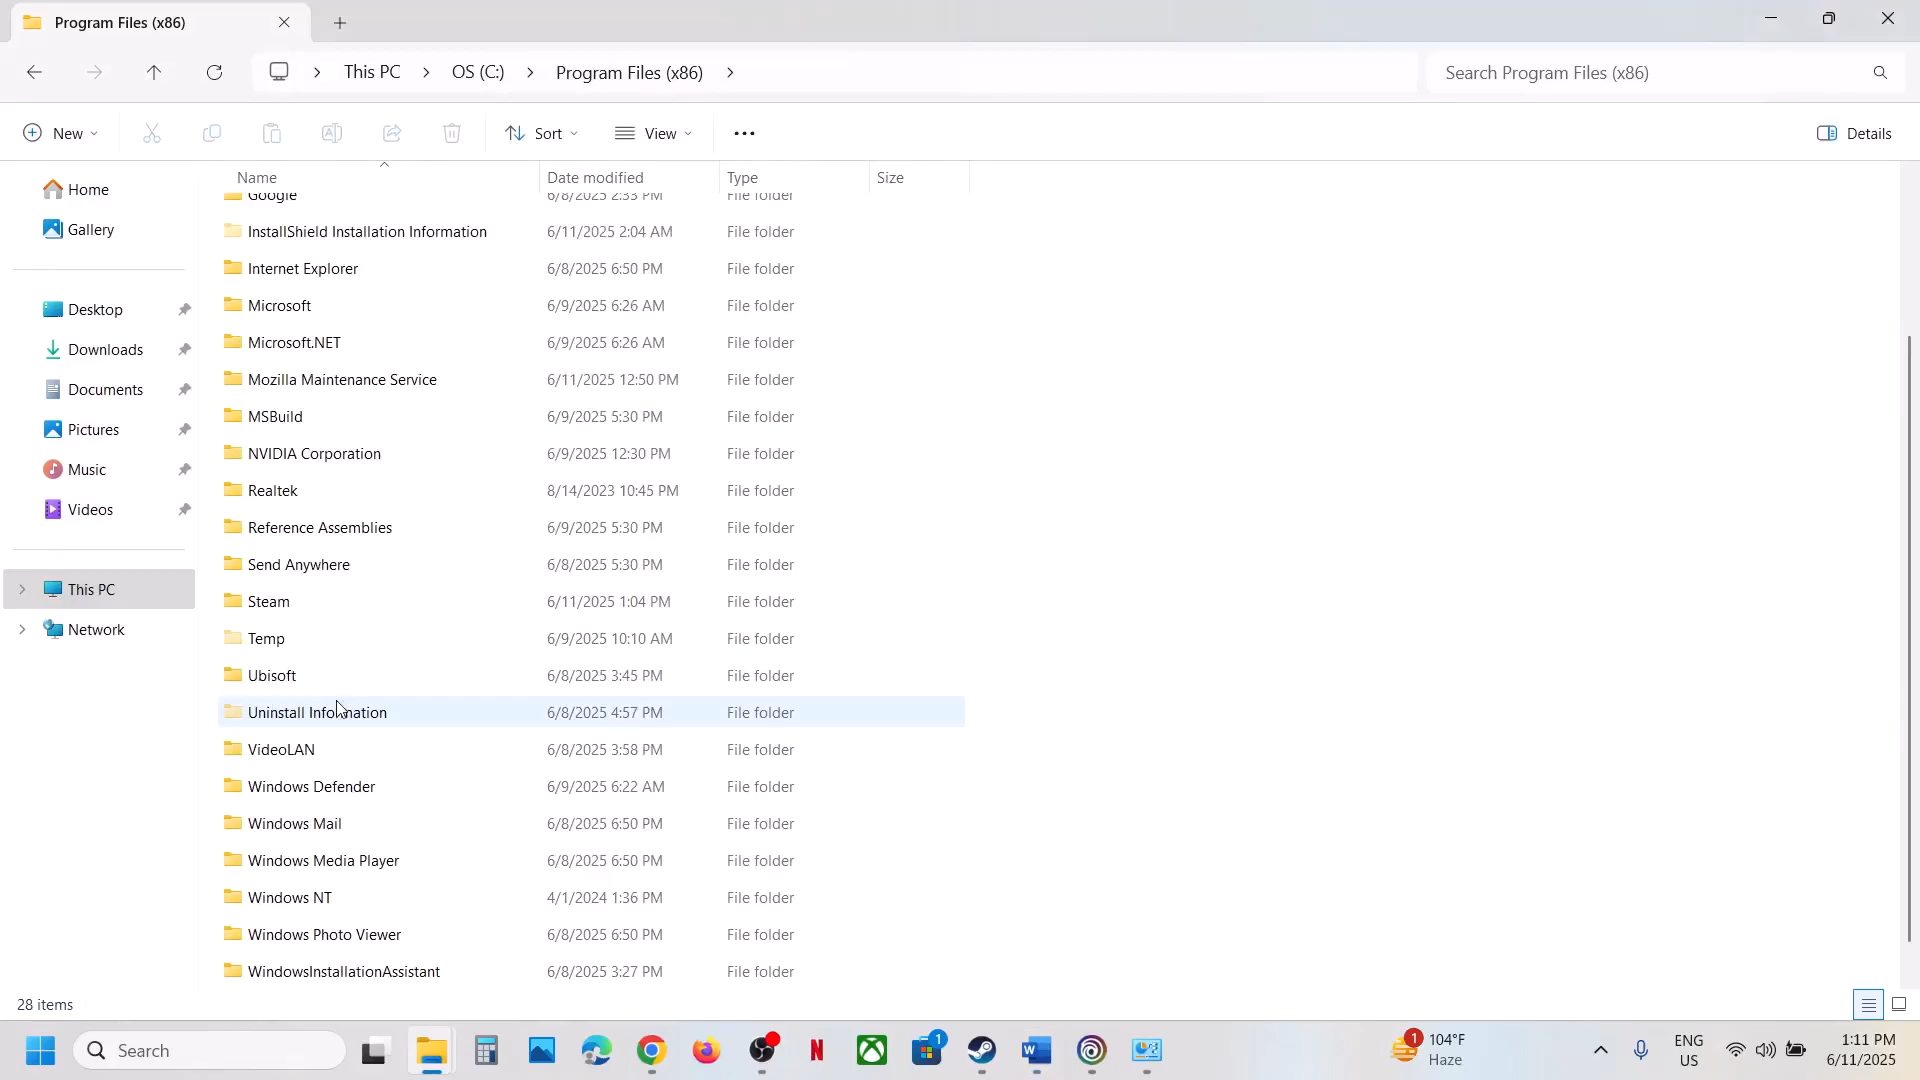 Program Files (x86)
This PC > OS (C:) > Program Files (x86) >
Search Program Files (x86)
New
Sort
View
Details
Name Date modified Type Size
Home
Gallery
Desktop
Downloads
Documents
Pictures
Music
Videos
This PC
Network
Google 6/8/2025 2:33 PM File folder
InstallShield Installation Information 6/11/2025 2:04 AM File folder
Internet Explorer 6/8/2025 6:50 PM File folder
Microsoft 6/9/2025 6:26 AM File folder
Microsoft.NET 6/9/2025 6:26 AM File folder
Mozilla Maintenance Service 6/11/2025 12:50 PM File folder
MSBuild 6/9/2025 5:30 PM File folder
NVIDIA Corporation 6/9/2025 12:30 PM File folder
Realtek 8/14/2023 10:45 PM File folder
Reference Assemblies 6/9/2025 5:30 PM File folder
Send Anywhere 6/8/2025 5:30 PM File folder
Steam 6/11/2025 1:04 PM File folder
Temp 6/9/2025 10:10 AM File folder
Ubisoft 6/8/2025 3:45 PM File folder
Uninstall Information 6/8/2025 4:57 PM File folder
VideoLAN 6/8/2025 3:58 PM File folder
Windows Defender 6/9/2025 6:22 AM File folder
Windows Mail 6/8/2025 6:50 PM File folder
Windows Media Player 6/8/2025 6:50 PM File folder
Windows NT 4/1/2024 1:36 PM File folder
Windows Photo Viewer 6/8/2025 6:50 PM File folder
WindowsInstallationAssistant 6/8/2025 3:27 PM File folder
28 items
Search
1
1
104°F
Haze
ENG
US
1:11 PM
6/11/2025